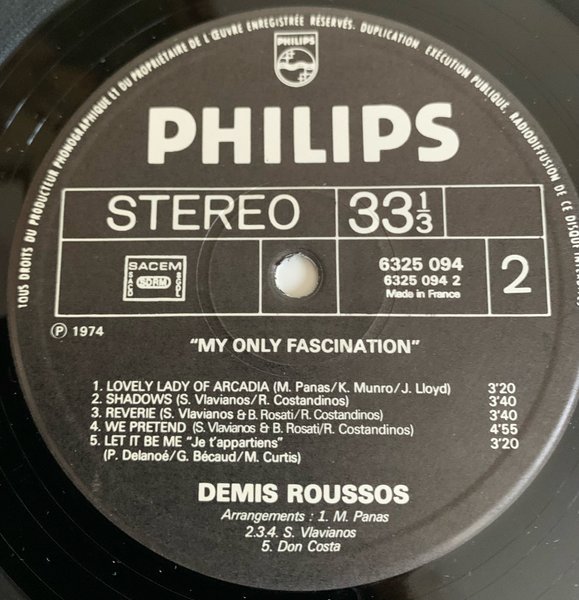 TOUS DROITS DU PRODUCTEUR PHONOGRAPHIQUE ET DU PROPRIÉTAIRE DE L'ŒUVRE ENREGISTRÉE RÉSERVÉS. DUPLICATION, EXÉCUTION PUBLIQUE, RADIODIFFUSION DE CE DISQUE
PHILIPS
PHILIPS
STEREO 33 1/3
SACEM
SACD SDRM SGDL
6325 094
6325 094 2
Made in France
2
℗ 1974
"MY ONLY FASCINATION"
1. LOVELY LADY OF ARCADIA (M. Panas/K. Munro/J. Lloyd) 3'20
2. SHADOWS (S. Vlavianos/R. Costandinos) 3'40
3. REVERIE (S. Vlavianos & B. Rosati/R. Costandinos) 3'40
4. WE PRETEND (S. Vlavianos & B. Rosati/R. Costandinos) 4'55
5. LET IT BE ME "Je t'appartiens" 3'20
(P. Delanoé/G. Bécaud/M. Curtis)
DEMIS ROUSSOS
Arrangements : 1. M. Panas
2.3.4. S. Vlavianos
5. Don Costa